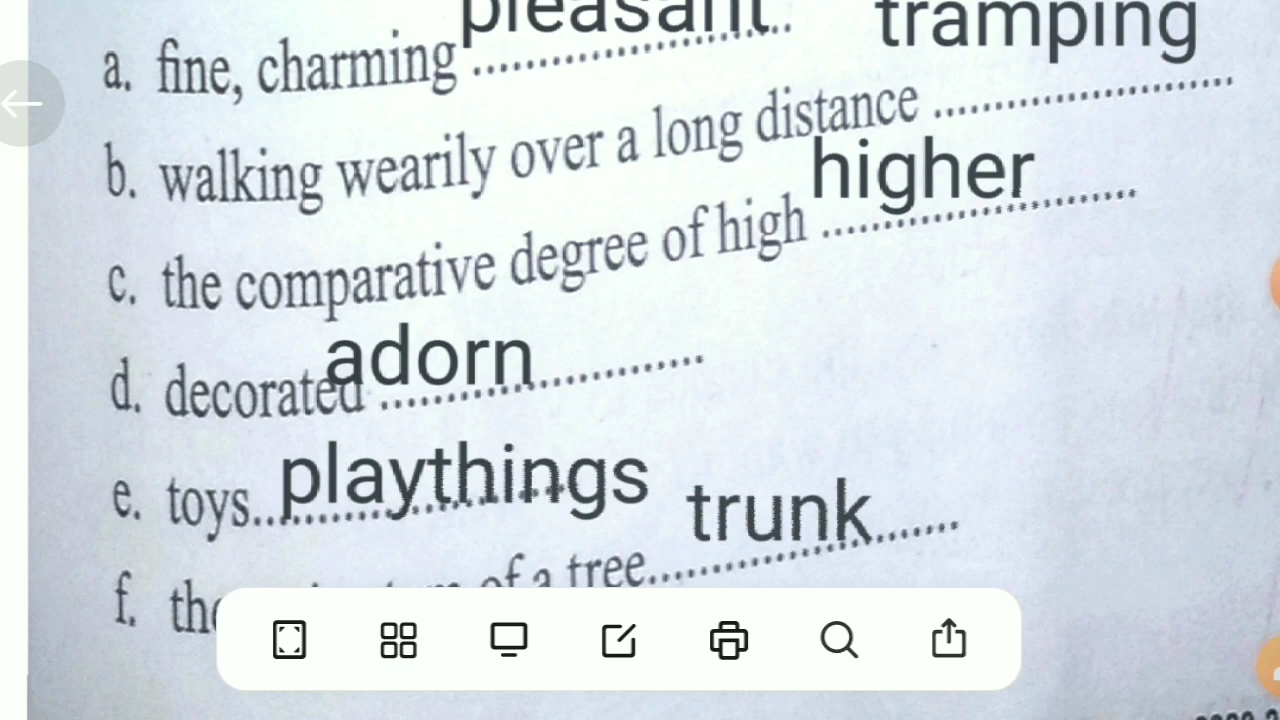 a. fine, charming pleasant
tramping
b. walking wearily over a long distance
c. the comparative degree of high higher
d. decorated adorn
e. toys playthings
f. the of a tree trunk